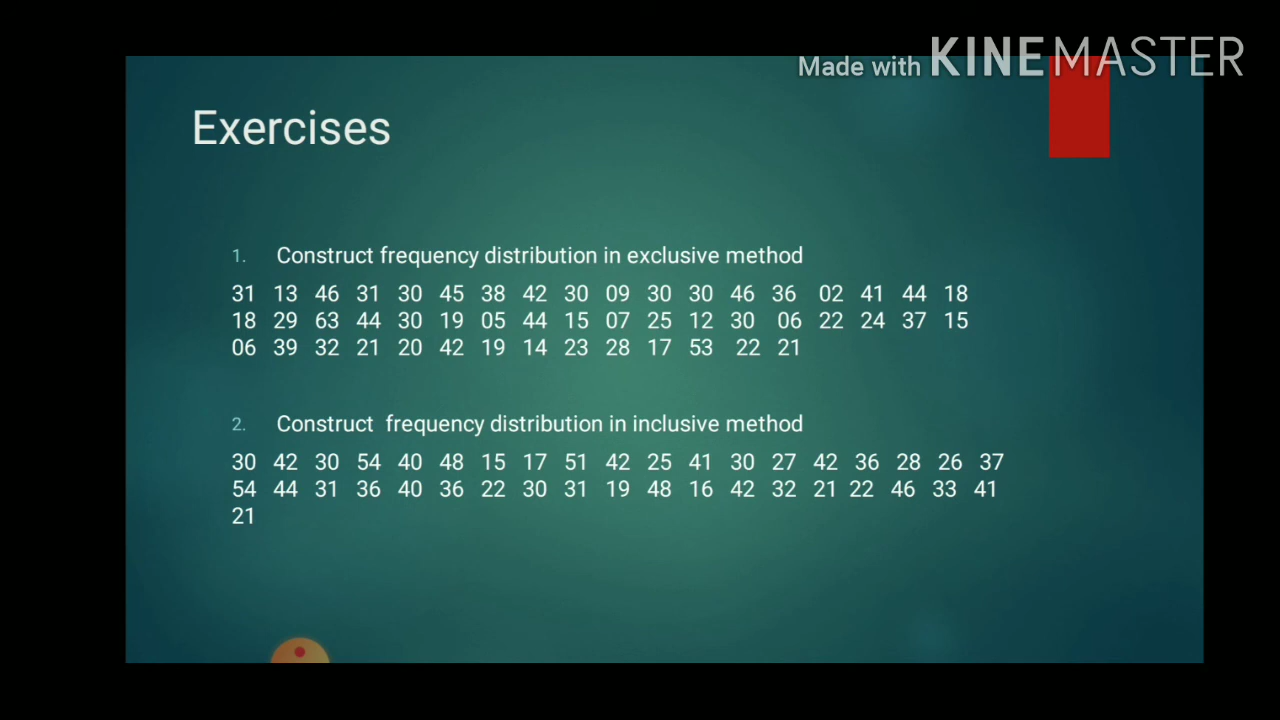 Made with KINEMASTER
Exercises
1. Construct frequency distribution in exclusive method
31 13 46 31 30 45 38 42 30 09 30 30 46 36 02 41 44 18
18 29 63 44 30 19 05 44 15 07 25 12 30 06 22 24 37 15
06 39 32 21 20 42 19 14 23 28 17 53 22 21
2. Construct frequency distribution in inclusive method
30 42 30 54 40 48 15 17 51 42 25 41 30 27 42 36 28 26 37
54 44 31 36 40 36 22 30 31 19 48 16 42 32 21 22 46 33 41
21